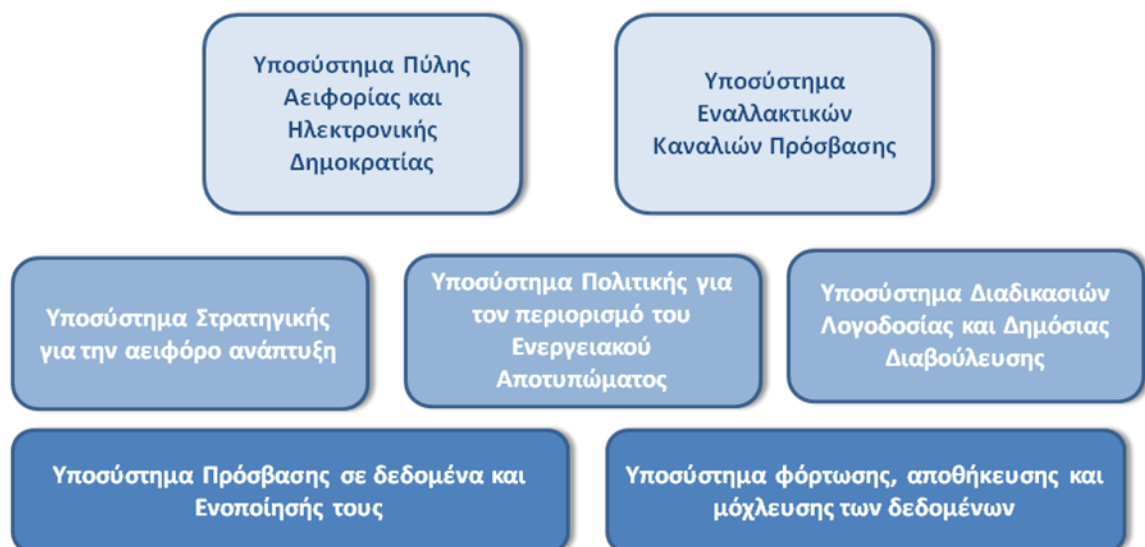 Υποσύστημα Πύλης
Αειφορίας και
Ηλεκτρονικής
Δημοκρατίας
Υποσύστημα
Εναλλακτικών
Καναλιών Πρόσβασης
Υποσύστημα Στρατηγικής
για την αειφόρο ανάπτυξη
Υποσύστημα Πολιτικής για
τον περιορισμό του
Ενεργειακού
Αποτυπώματος
Υποσύστημα Διαδικασιών
Λογοδοσίας και Δημόσιας
Διαβούλευσης
Υποσύστημα Πρόσβασης σε δεδομένα και
Ενοποίησής τους
Υποσύστημα φόρτωσης, αποθήκευσης και
μόχλευσης των δεδομένων